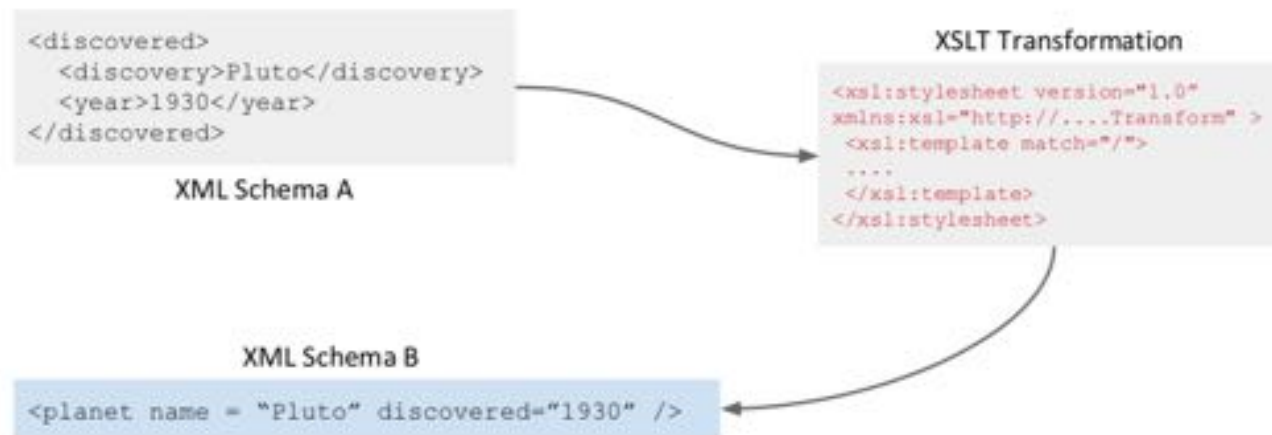 <discovered>
<discovery>Pluto</discovery>
<year>1930</year>
</discovered>
XML Schema A
XSLT Transformation
<xsl:stylesheet version="1.0"
xmlns:xsl="http://....Transform" >
<xsl:template match="/">
....
</xsl:template>
</xsl:stylesheet>
XML Schema B
<planet name = “Pluto” discovered=“1930” />